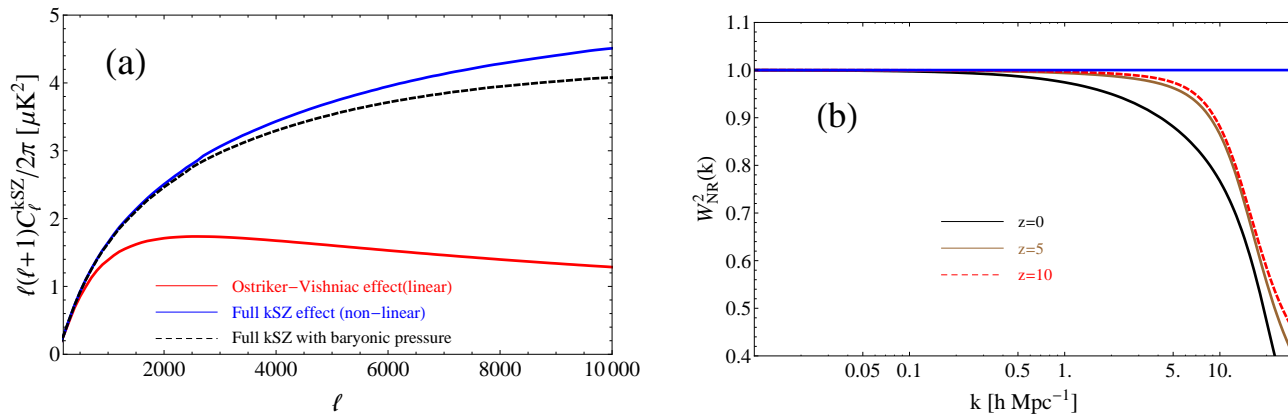 (a)
ℓ(ℓ+1)C_ℓ^kSZ/2π [μK²]
5
4
3
2
1
0
2000 4000 6000 8000 10000
ℓ
Ostriker−Vishniac effect(linear)
Full kSZ effect (non−linear)
Full kSZ with baryonic pressure
(b)
W²_NR(k)
1.1
1.0
0.9
0.8
0.7
0.6
0.5
0.4
0.05 0.1 0.5 1. 5. 10.
k [h Mpc⁻¹]
z=0
z=5
z=10